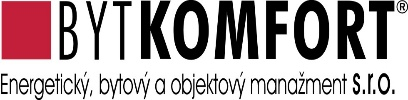 BYTKOMFORT®
Energetický, bytový a objektový manažment s.r.o.